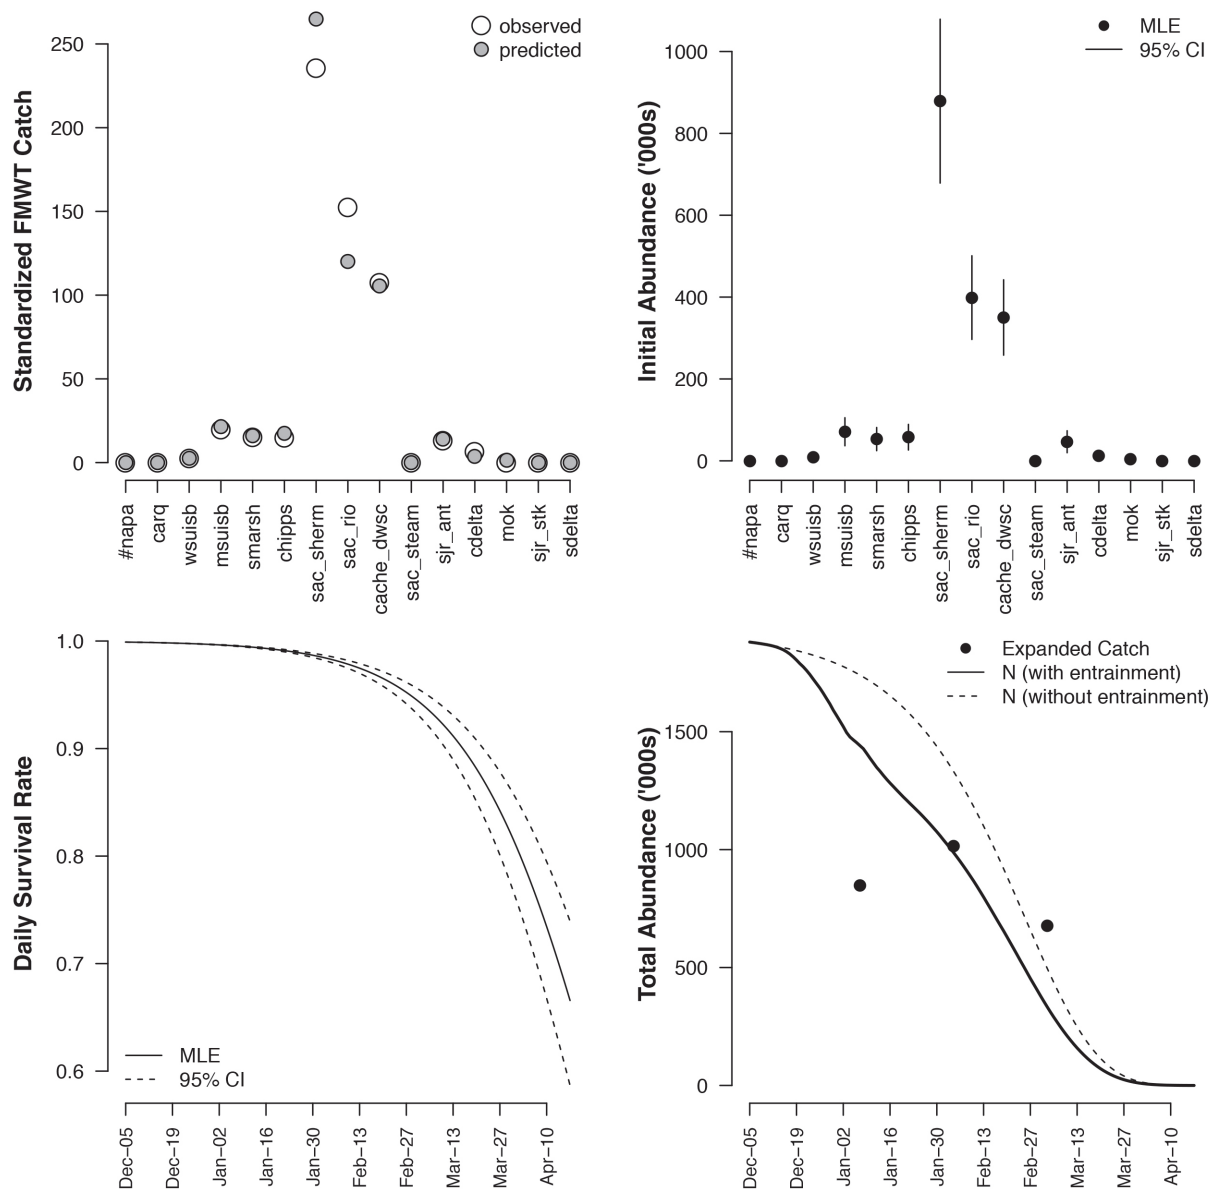 Standardized FMWT Catch
250
200
150
100
50
0
observed
predicted
#napa
carq
wsuisb
msuisb
smarsh
chipps
sac_sherm
sac_rio
cache_dwsc
sac_steam
sjr_ant
cdelta
mok
sjr_stk
sdelta
Initial Abundance ('000s)
1000
800
600
400
200
0
MLE
95% CI
#napa
carq
wsuisb
msuisb
smarsh
chipps
sac_sherm
sac_rio
cache_dwsc
sac_steam
sjr_ant
cdelta
mok
sjr_stk
sdelta
Daily Survival Rate
1.0
0.9
0.8
0.7
0.6
MLE
95% CI
Dec−05
Dec−19
Jan−02
Jan−16
Jan−30
Feb−13
Feb−27
Mar−13
Mar−27
Apr−10
Total Abundance ('000s)
1500
1000
500
0
Expanded Catch
N (with entrainment)
N (without entrainment)
Dec−05
Dec−19
Jan−02
Jan−16
Jan−30
Feb−13
Feb−27
Mar−13
Mar−27
Apr−10